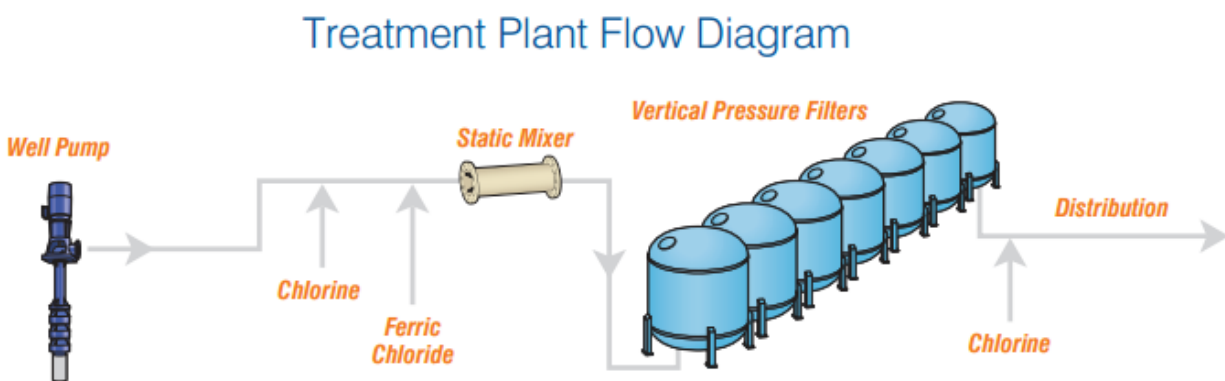 Treatment Plant Flow Diagram
Vertical Pressure Filters
Static Mixer
Well Pump
Distribution
Chlorine
Ferric
Chloride
Chlorine